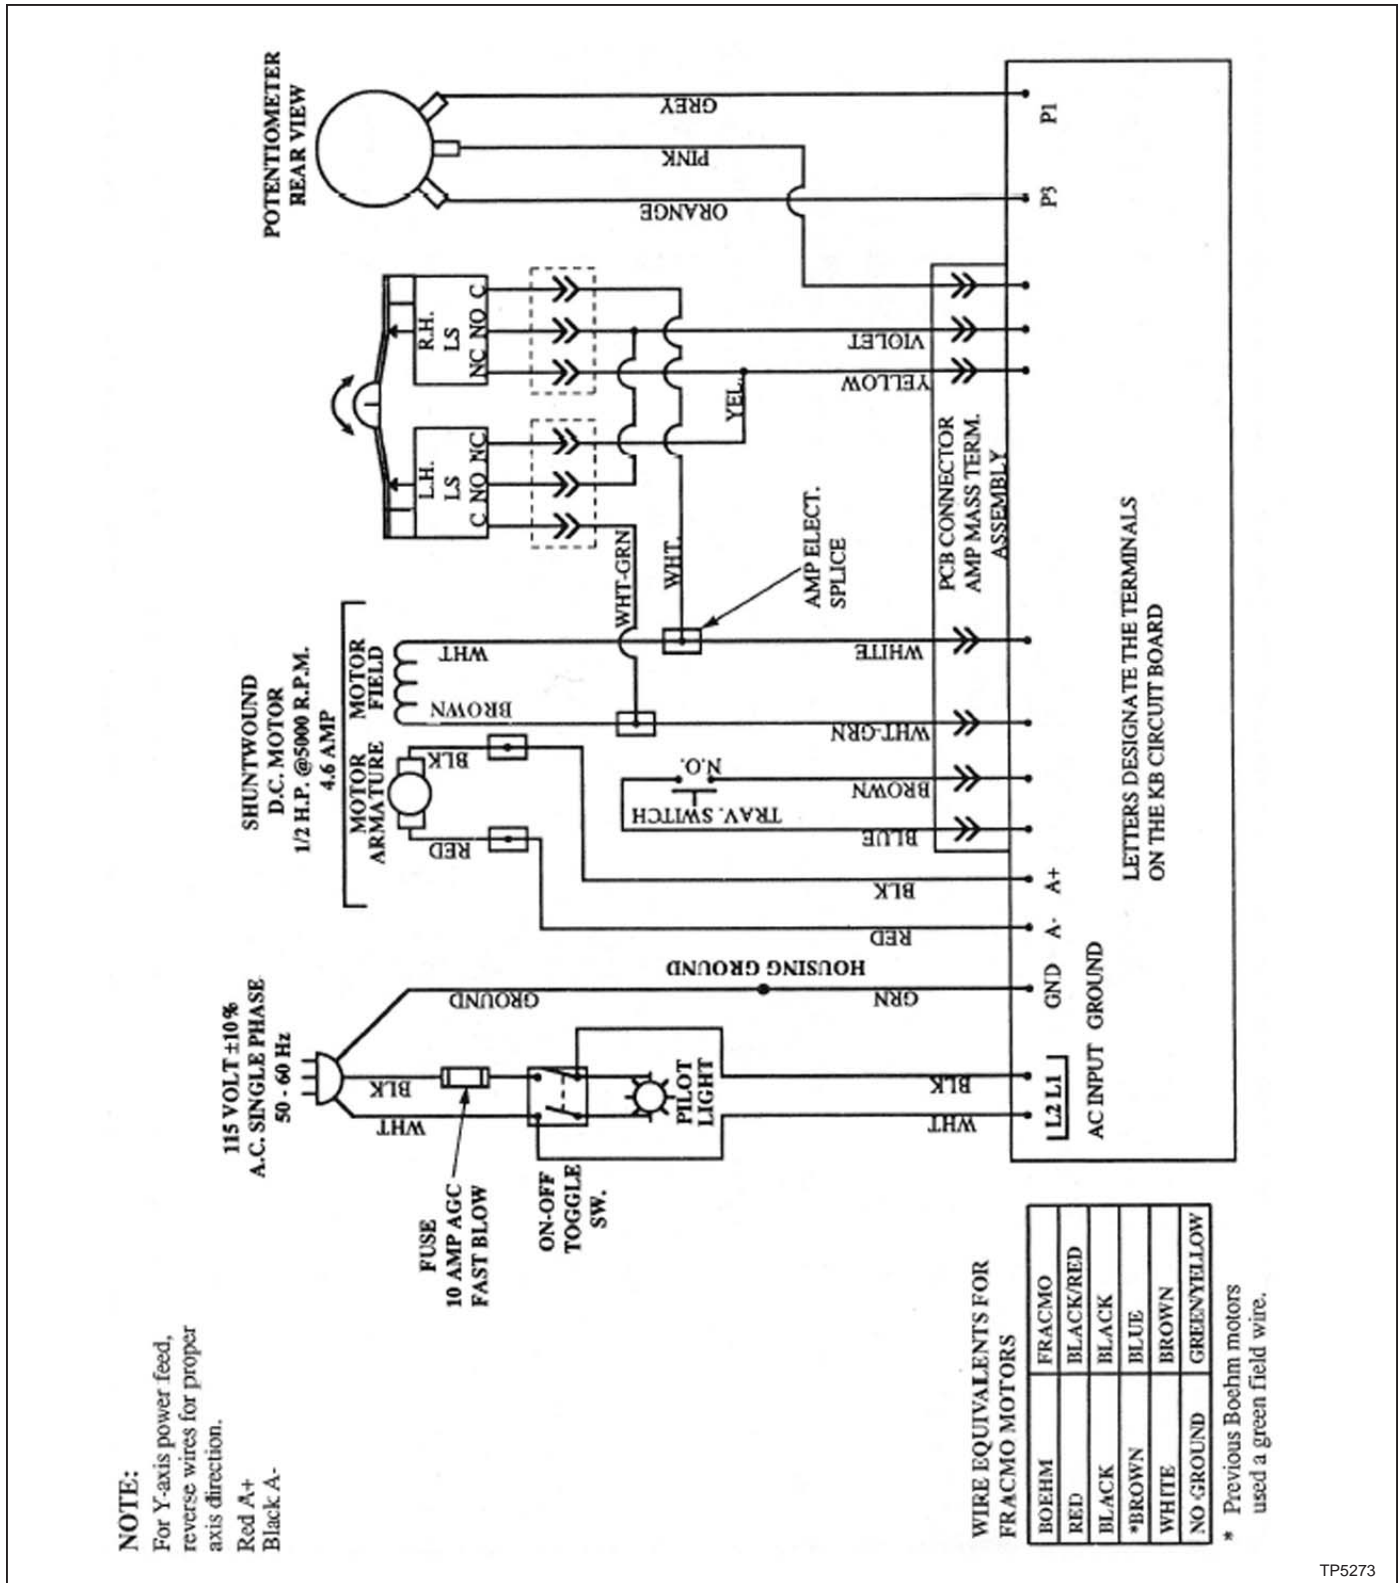 NOTE:
For Y-axis power feed,
reverse wires for proper
axis direction.
Red A+
Black A-
115 VOLT ±10%
A.C. SINGLE PHASE
50 - 60 Hz
SHUNTWOUND
D.C. MOTOR
1/2 H.P. @5000 R.P.M.
4.6 AMP
MOTOR
ARMATURE
MOTOR
FIELD
POTENTIOMETER
REAR VIEW
L.H.
LS
C NO NC
R.H.
LS
NC NO C
WHT
BLK
GROUND
RED
BLK
BROWN
WHT
FUSE
10 AMP AGC
FAST BLOW
ON-OFF
TOGGLE
SW.
PILOT
LIGHT
HOUSING GROUND
TRAV. SWITCH
N.O.
WHT-GRN
WHT.
YEL.
AMP ELECT.
SPLICE
ORANGE
PINK
GREY
WHT
BLK
GRN
RED
BLK
BLUE
BROWN
WHT-GRN
WHITE
YELLOW
VIOLET
PCB CONNECTOR
AMP MASS TERM.
ASSEMBLY
L2 L1
GND
A-
A+
P3
P1
AC INPUT
GROUND
LETTERS DESIGNATE THE TERMINALS
ON THE KB CIRCUIT BOARD
WIRE EQUIVALENTS FOR
FRACMO MOTORS
BOEHM FRACMO
RED BLACK/RED
BLACK BLACK
*BROWN BLUE
WHITE BROWN
NO GROUND GREEN/YELLOW
* Previous Boehm motors
used a green field wire.
TP5273